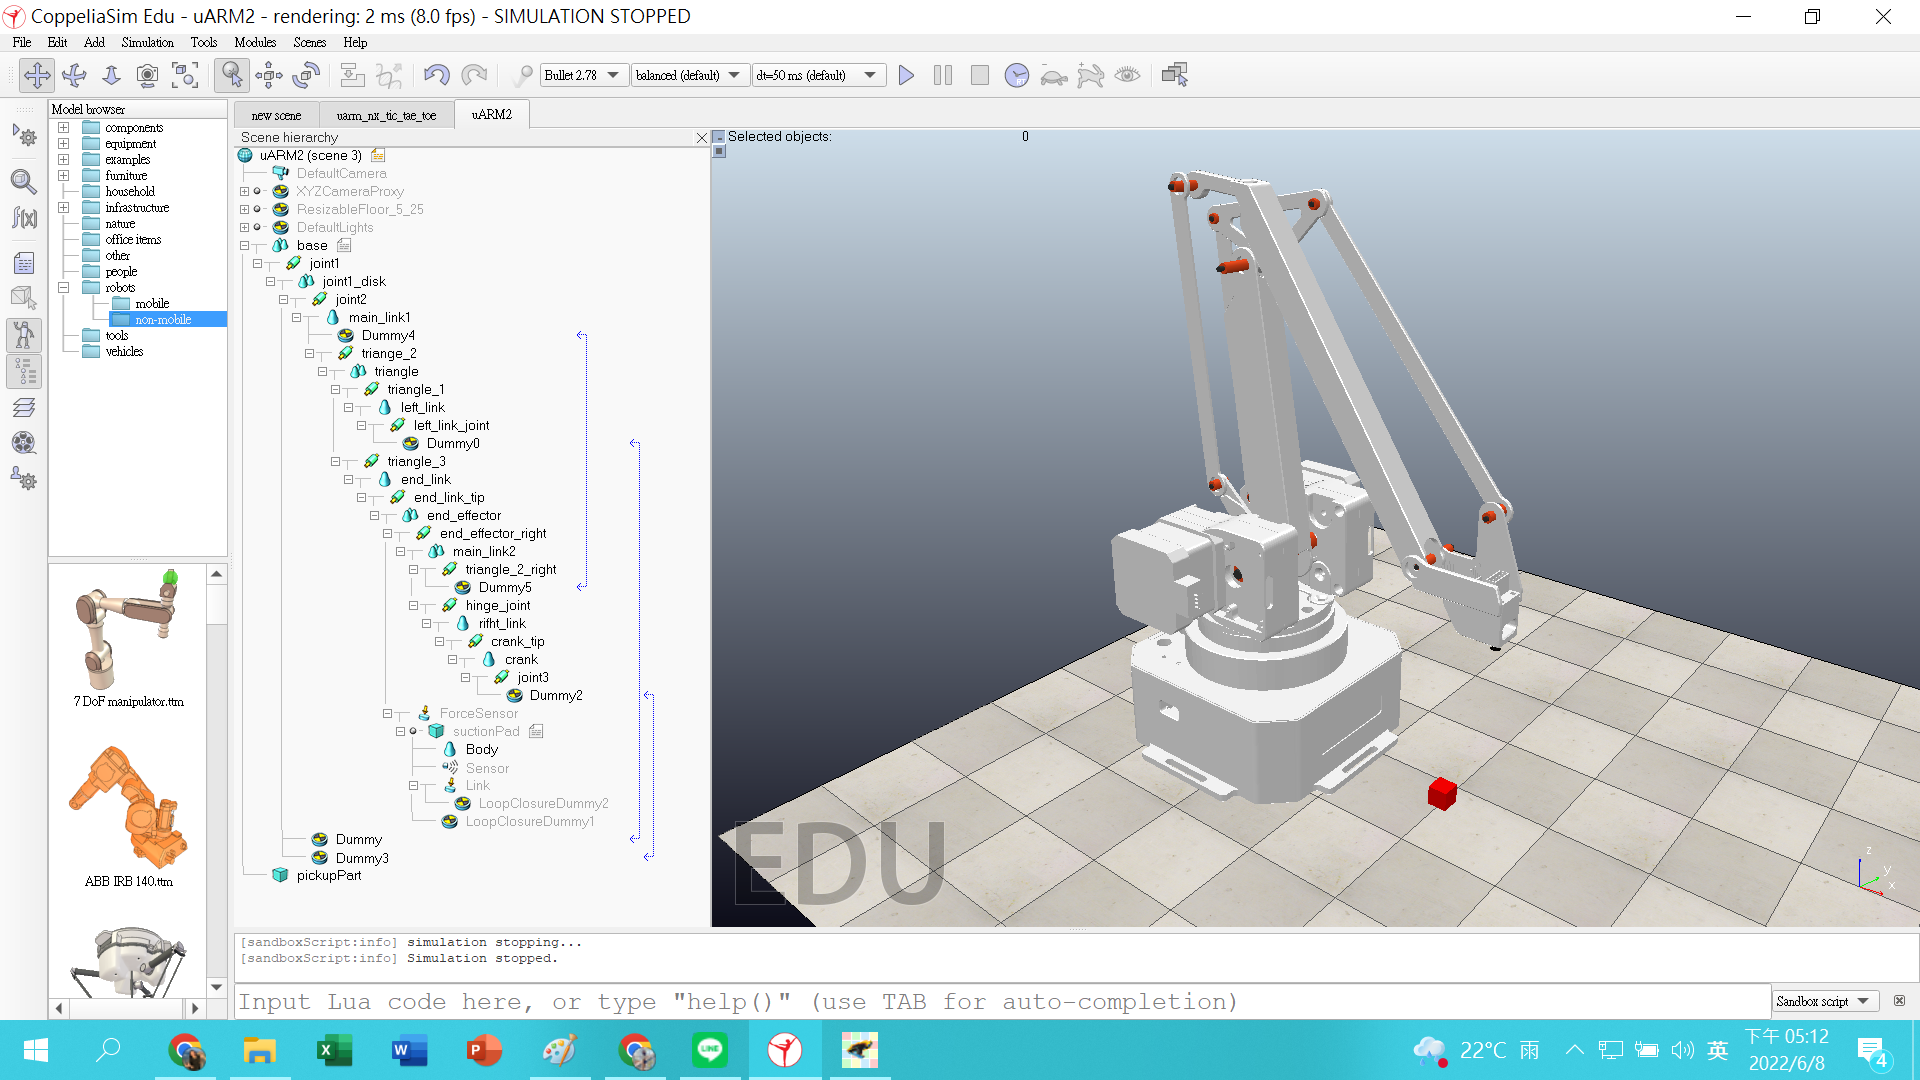 CoppeliaSim Edu - uARM2 - rendering: 2 ms (8.0 fps) - SIMULATION STOPPED
File Edit Add Simulation Tools Modules Scenes Help
Bullet 2.78 balanced (default) dt=50 ms (default)
Model browser
components
equipment
examples
furniture
household
infrastructure
nature
office items
other
people
robots
mobile
non-mobile
tools
vehicles
7 DoF manipulator.ttm
ABB IRB 140.ttm
new scene uarm_nx_tic_tae_toe uARM2
Scene hierarchy
uARM2 (scene 3)
DefaultCamera
XYZCameraProxy
ResizableFloor_5_25
DefaultLights
base
joint1
joint1_disk
joint2
main_link1
Dummy4
triange_2
triangle
triangle_1
left_link
left_link_joint
Dummy0
triangle_3
end_link
end_link_tip
end_effector
end_effector_right
main_link2
triangle_2_right
Dummy5
hinge_joint
rifht_link
crank_tip
crank
joint3
Dummy2
ForceSensor
suctionPad
Body
Sensor
Link
LoopClosureDummy2
LoopClosureDummy1
Dummy
Dummy3
pickupPart
Selected objects: 0
EDU
z
y
x
[sandboxScript:info] simulation stopping...
[sandboxScript:info] Simulation stopped.
Input Lua code here, or type "help()" (use TAB for auto-completion)
Sandbox script
22°C 雨
英
下午 05:12
2022/6/8
4